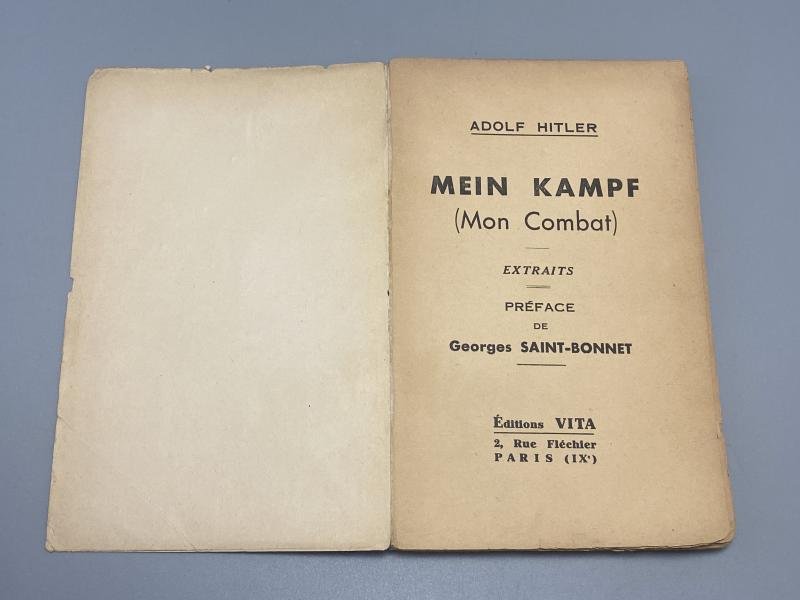 ADOLF HITLER
MEIN KAMPF
(Mon Combat)
EXTRAITS
PRÉFACE
DE
Georges SAINT-BONNET
Éditions VITA
2, Rue Fléchier
PARIS (IXᵉ)